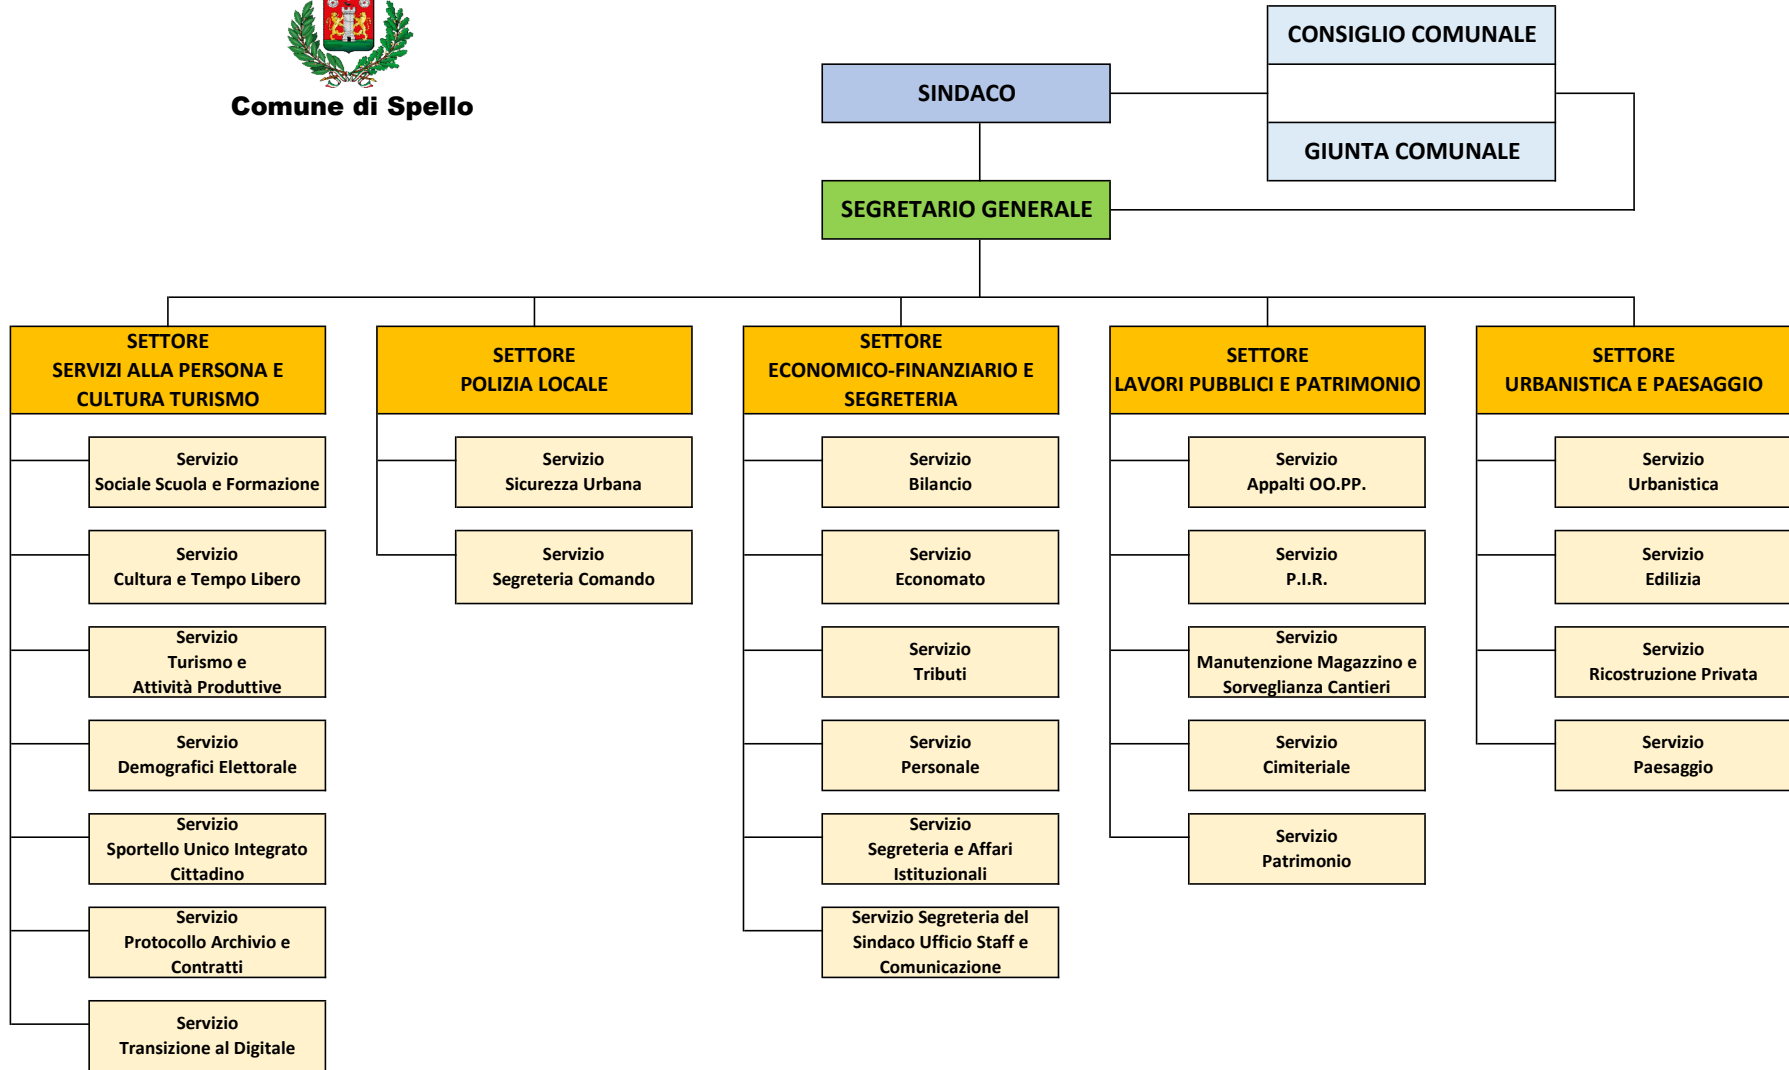 Comune di Spello
CONSIGLIO COMUNALE
SINDACO
GIUNTA COMUNALE
SEGRETARIO GENERALE
SETTORE
SERVIZI ALLA PERSONA E
CULTURA TURISMO
Servizio
Sociale Scuola e Formazione
Servizio
Cultura e Tempo Libero
Servizio
Turismo e
Attività Produttive
Servizio
Demografici Elettorale
Servizio
Sportello Unico Integrato
Cittadino
Servizio
Protocollo Archivio e
Contratti
Servizio
Transizione al Digitale
SETTORE
POLIZIA LOCALE
Servizio
Sicurezza Urbana
Servizio
Segreteria Comando
SETTORE
ECONOMICO-FINANZIARIO E
SEGRETERIA
Servizio
Bilancio
Servizio
Economato
Servizio
Tributi
Servizio
Personale
Servizio
Segreteria e Affari
Istituzionali
Servizio Segreteria del
Sindaco Ufficio Staff e
Comunicazione
SETTORE
LAVORI PUBBLICI E PATRIMONIO
Servizio
Appalti OO.PP.
Servizio
P.I.R.
Servizio
Manutenzione Magazzino e
Sorveglianza Cantieri
Servizio
Cimiteriale
Servizio
Patrimonio
SETTORE
URBANISTICA E PAESAGGIO
Servizio
Urbanistica
Servizio
Edilizia
Servizio
Ricostruzione Privata
Servizio
Paesaggio